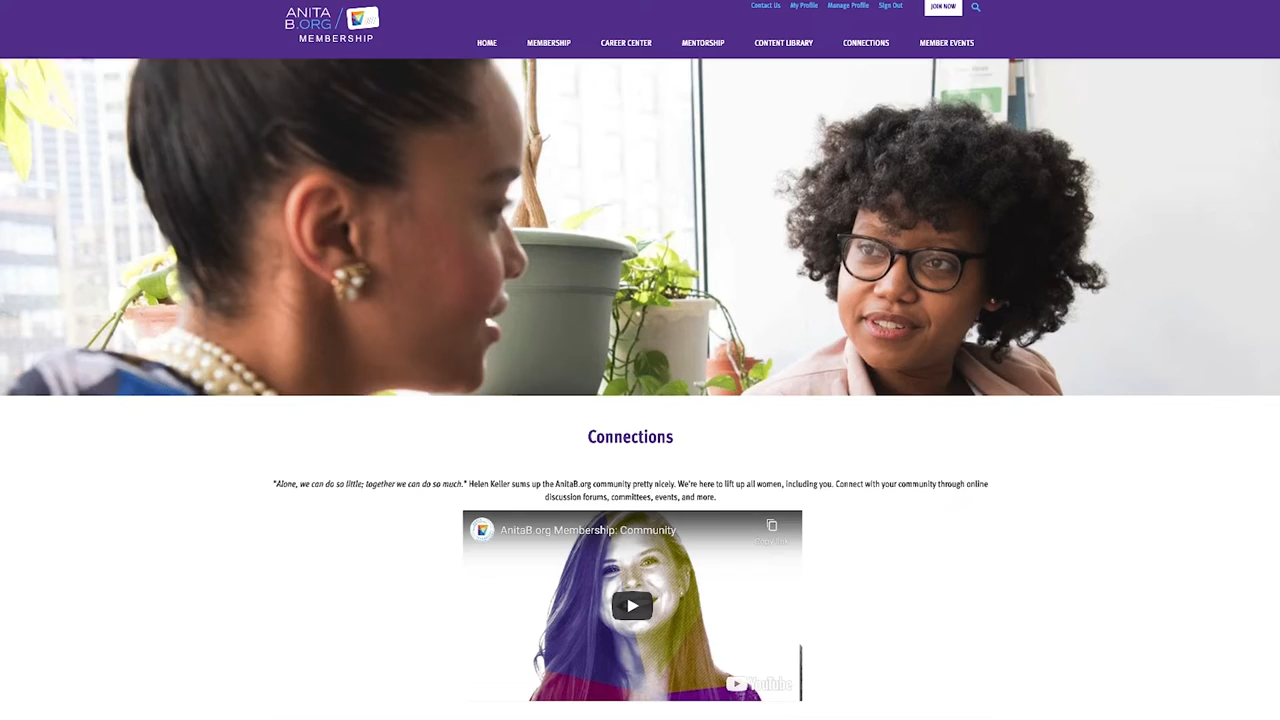 ANITA
B.ORG
MEMBERSHIP
Contact Us My Profile Manage Profile Sign Out JOIN NOW
HOME MEMBERSHIP CAREER CENTER MENTORSHIP CONTENT LIBRARY CONNECTIONS MEMBER EVENTS
Connections
"Alone, we can do so little; together we can do so much." Helen Keller sums up the AnitaB.org community pretty nicely. We're here to lift up all women, including you. Connect with your community through online
discussion forums, committees, events, and more.
AnitaB.org Membership: Community
Copy link
YouTube